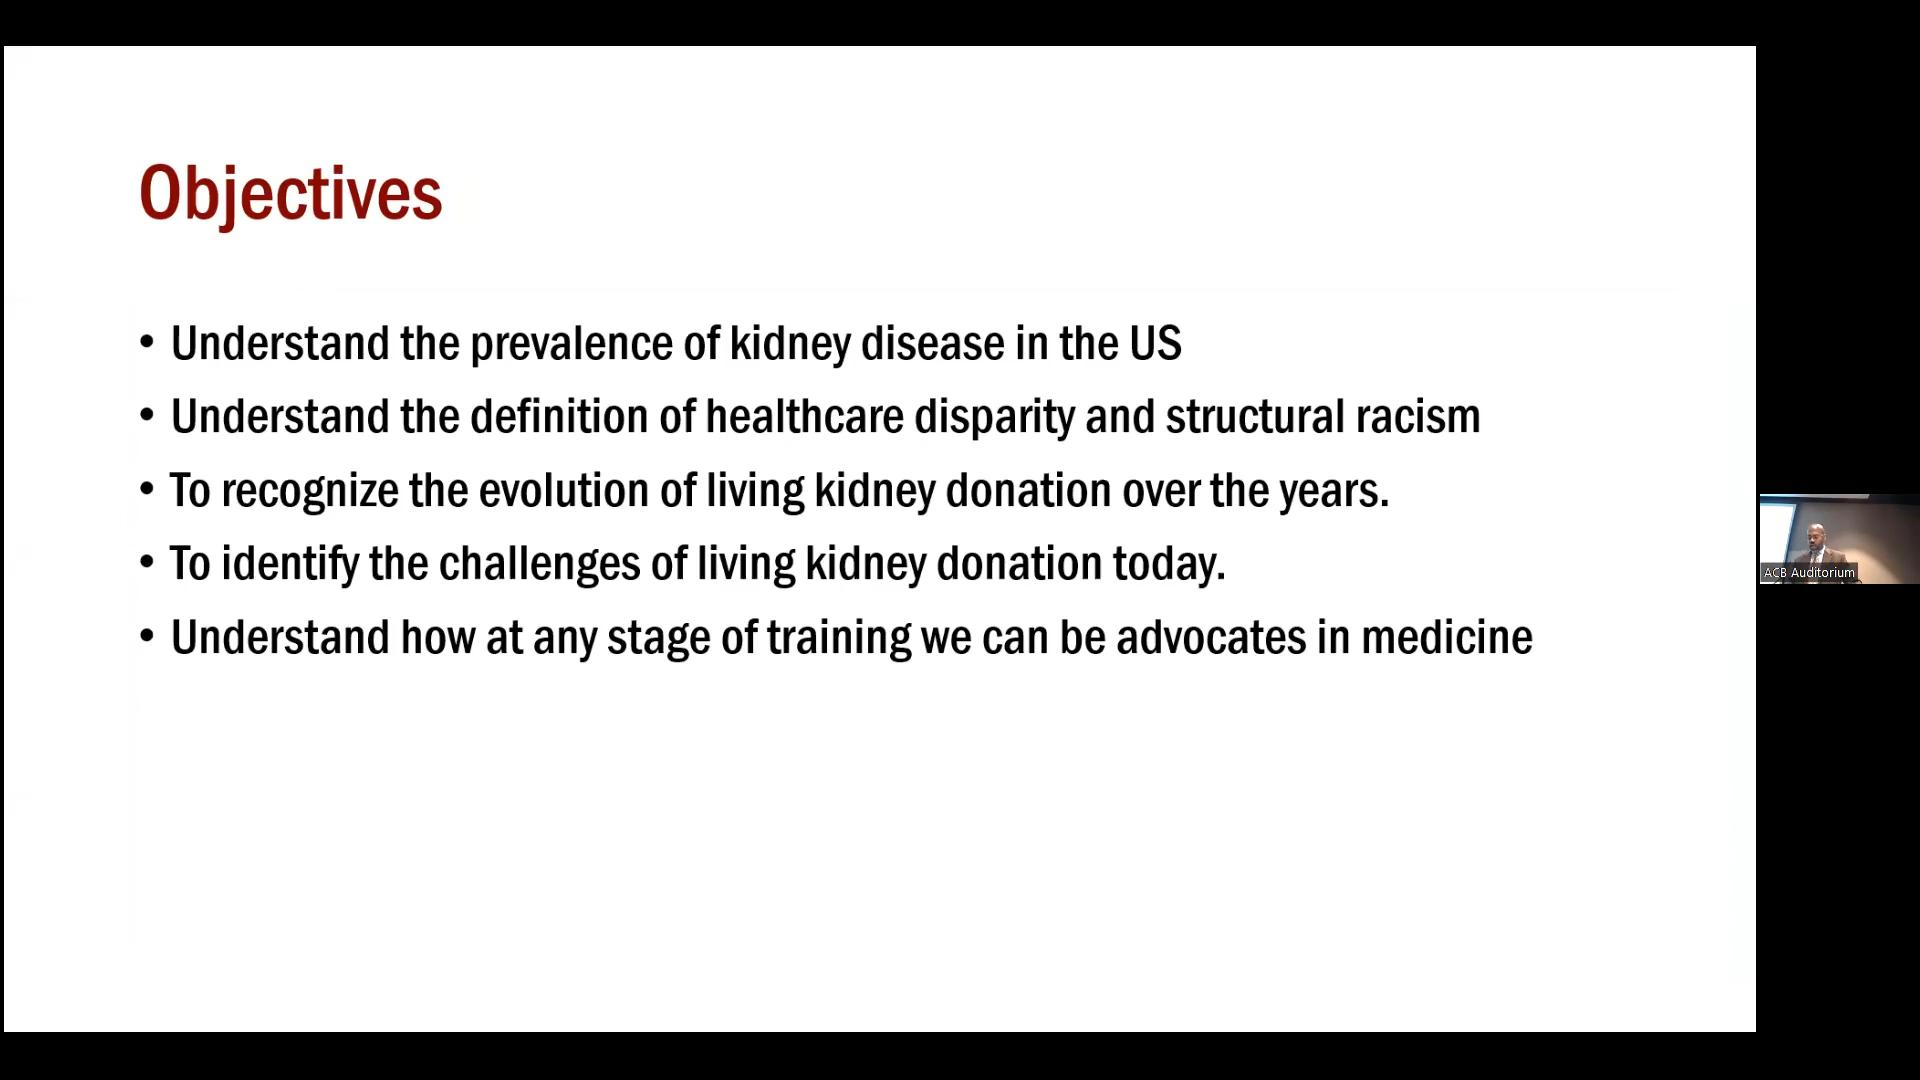 Objectives
• Understand the prevalence of kidney disease in the US
• Understand the definition of healthcare disparity and structural racism
• To recognize the evolution of living kidney donation over the years.
• To identify the challenges of living kidney donation today.
• Understand how at any stage of training we can be advocates in medicine
ACB Auditorium